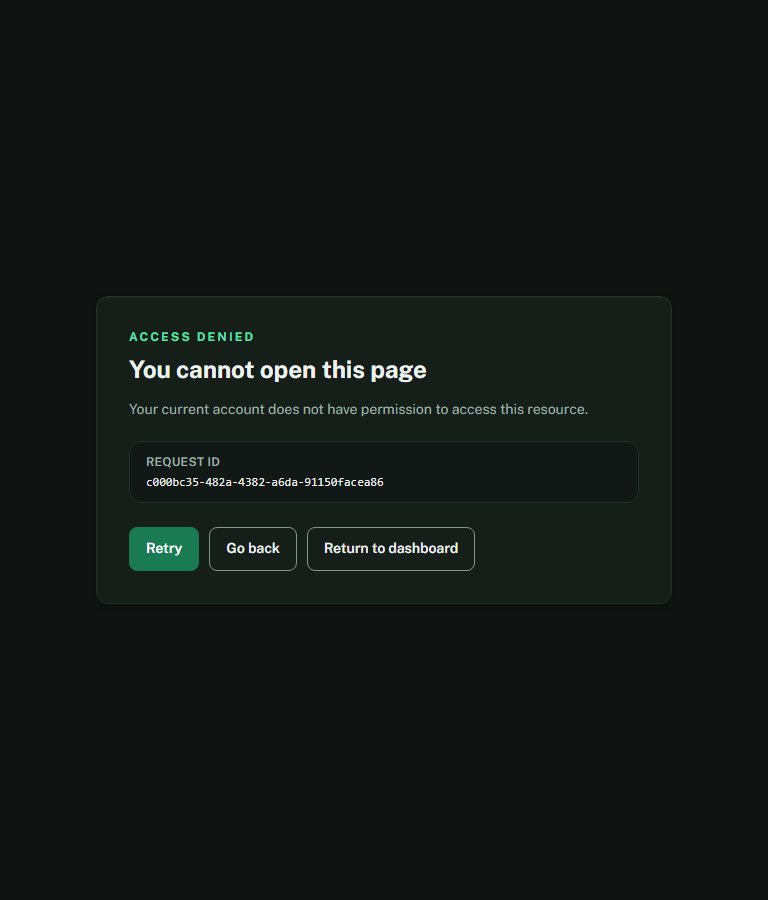 ACCESS DENIED
You cannot open this page
Your current account does not have permission to access this resource.
REQUEST ID
c000bc35-482a-4382-a6da-91150facea86
Retry
Go back
Return to dashboard